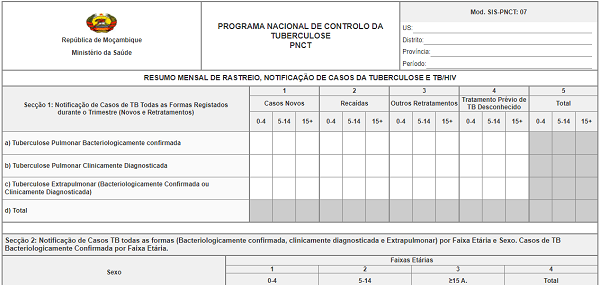 República de Moçambique
Ministério da Saúde
PROGRAMA NACIONAL DE CONTROLO DA
TUBERCULOSE
PNCT
Mod. SIS-PNCT: 07
US:
Distrito:
Província:
Período:
RESUMO MENSAL DE RASTREIO, NOTIFICAÇÃO DE CASOS DA TUBERCULOSE E TB/HIV
Secção 1: Notificação de Casos de TB Todas as Formas Registados
durante o Trimestre (Novos e Retratamentos)
1 2 3 4 5
Casos Novos Recaídas Outros Retratamentos Tratamento Prévio de
TB Desconhecido Total
0-4 5-14 15+ 0-4 5-14 15+ 0-4 5-14 15+ 0-4 5-14 15+ 0-4 5-14 15+
a) Tuberculose Pulmonar Bacteriologicamente confirmada
b) Tuberculose Pulmonar Clinicamente Diagnosticada
c) Tuberculose Extrapulmonar (Bacteriologicamente Confirmada ou
Clinicamente Diagnosticada)
d) Total
Secção 2: Notificação de Casos TB todas as formas (Bacteriologicamente confirmada, clinicamente diagnosticada e Extrapulmonar) por Faixa Etária e Sexo. Casos de TB
Bacteriologicamente Confirmada por Faixa Etária.
Sexo
Faixas Etárias
1 2 3 4
0-4 5-14 ≥15 A. Total